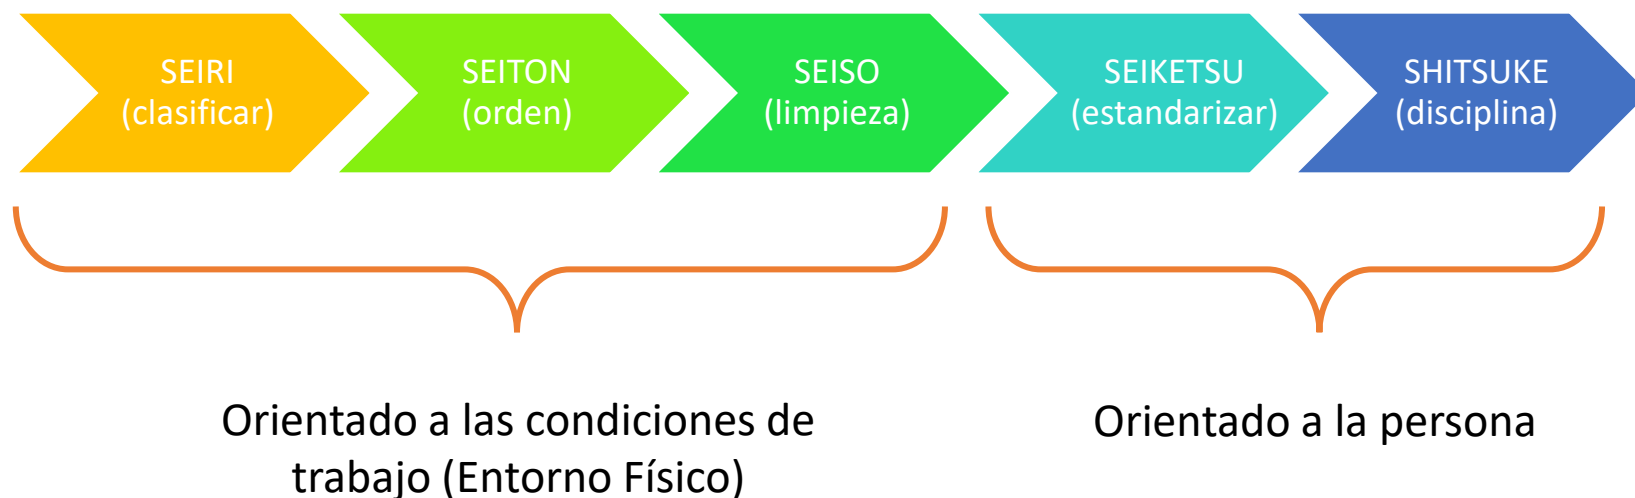 SEIRI
(clasificar)
SEITON
(orden)
SEISO
(limpieza)
SEIKETSU
(estandarizar)
SHITSUKE
(disciplina)
Orientado a las condiciones de
trabajo (Entorno Físico)
Orientado a la persona